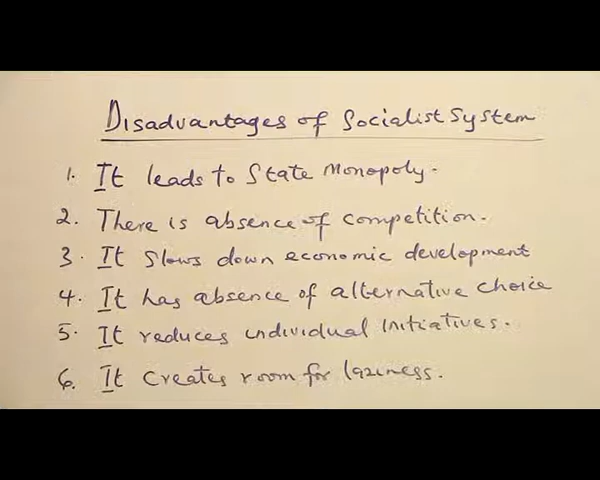 Disadvantages of Socialist System
1. It leads to State Monopoly.
2. There is absence of competition.
3. It slows down economic development
4. It has absence of alternative choice
5. It reduces individual initiatives.
6. It creates room for laziness.